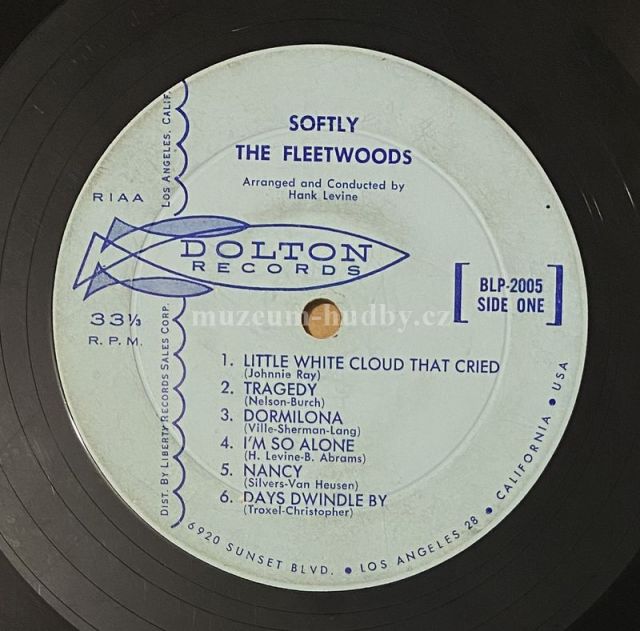 SOFTLY
THE FLEETWOODS
Arranged and Conducted by
Hank Levine
RIAA
LOS ANGELES, CALIF.
DOLTON
RECORDS
BLP-2005
SIDE ONE
33⅓
R.P.M.
muzeum-hudby.cz
DIST. BY LIBERTY RECORDS SALES CORP.
1. LITTLE WHITE CLOUD THAT CRIED
(Johnnie Ray)
2. TRAGEDY
(Nelson-Burch)
3. DORMILONA
(Ville-Sherman-Lang)
4. I'M SO ALONE
(H. Levine-B. Abrams)
5. NANCY
(Silvers-Van Heusen)
6. DAYS DWINDLE BY
(Troxel-Christopher)
6920 SUNSET BLVD. • LOS ANGELES 28 • CALIFORNIA • USA